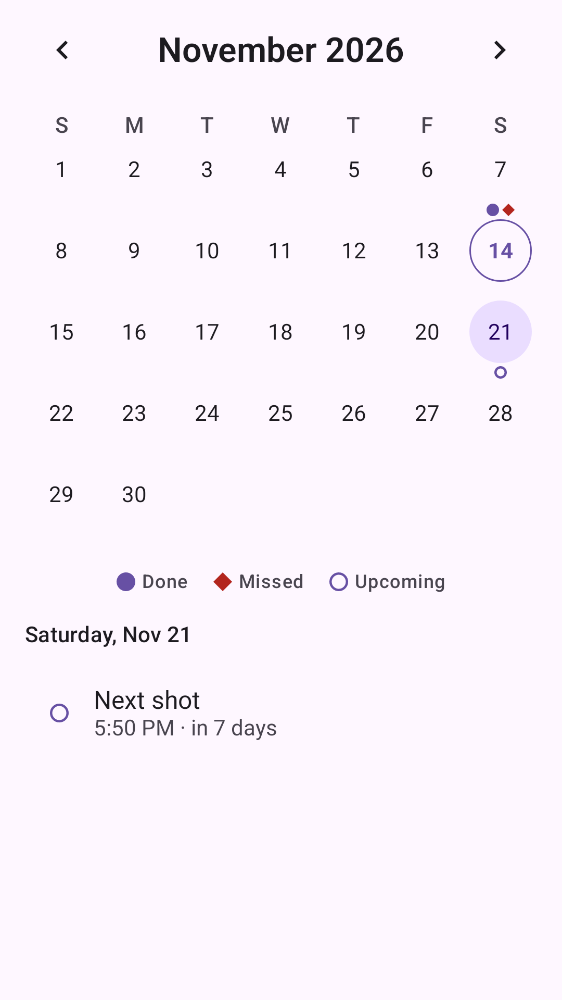 November 2026
S M T W T F S
1 2 3 4 5 6 7
8 9 10 11 12 13 14
15 16 17 18 19 20 21
22 23 24 25 26 27 28
29 30
Done Missed Upcoming
Saturday, Nov 21
Next shot
5:50 PM · in 7 days